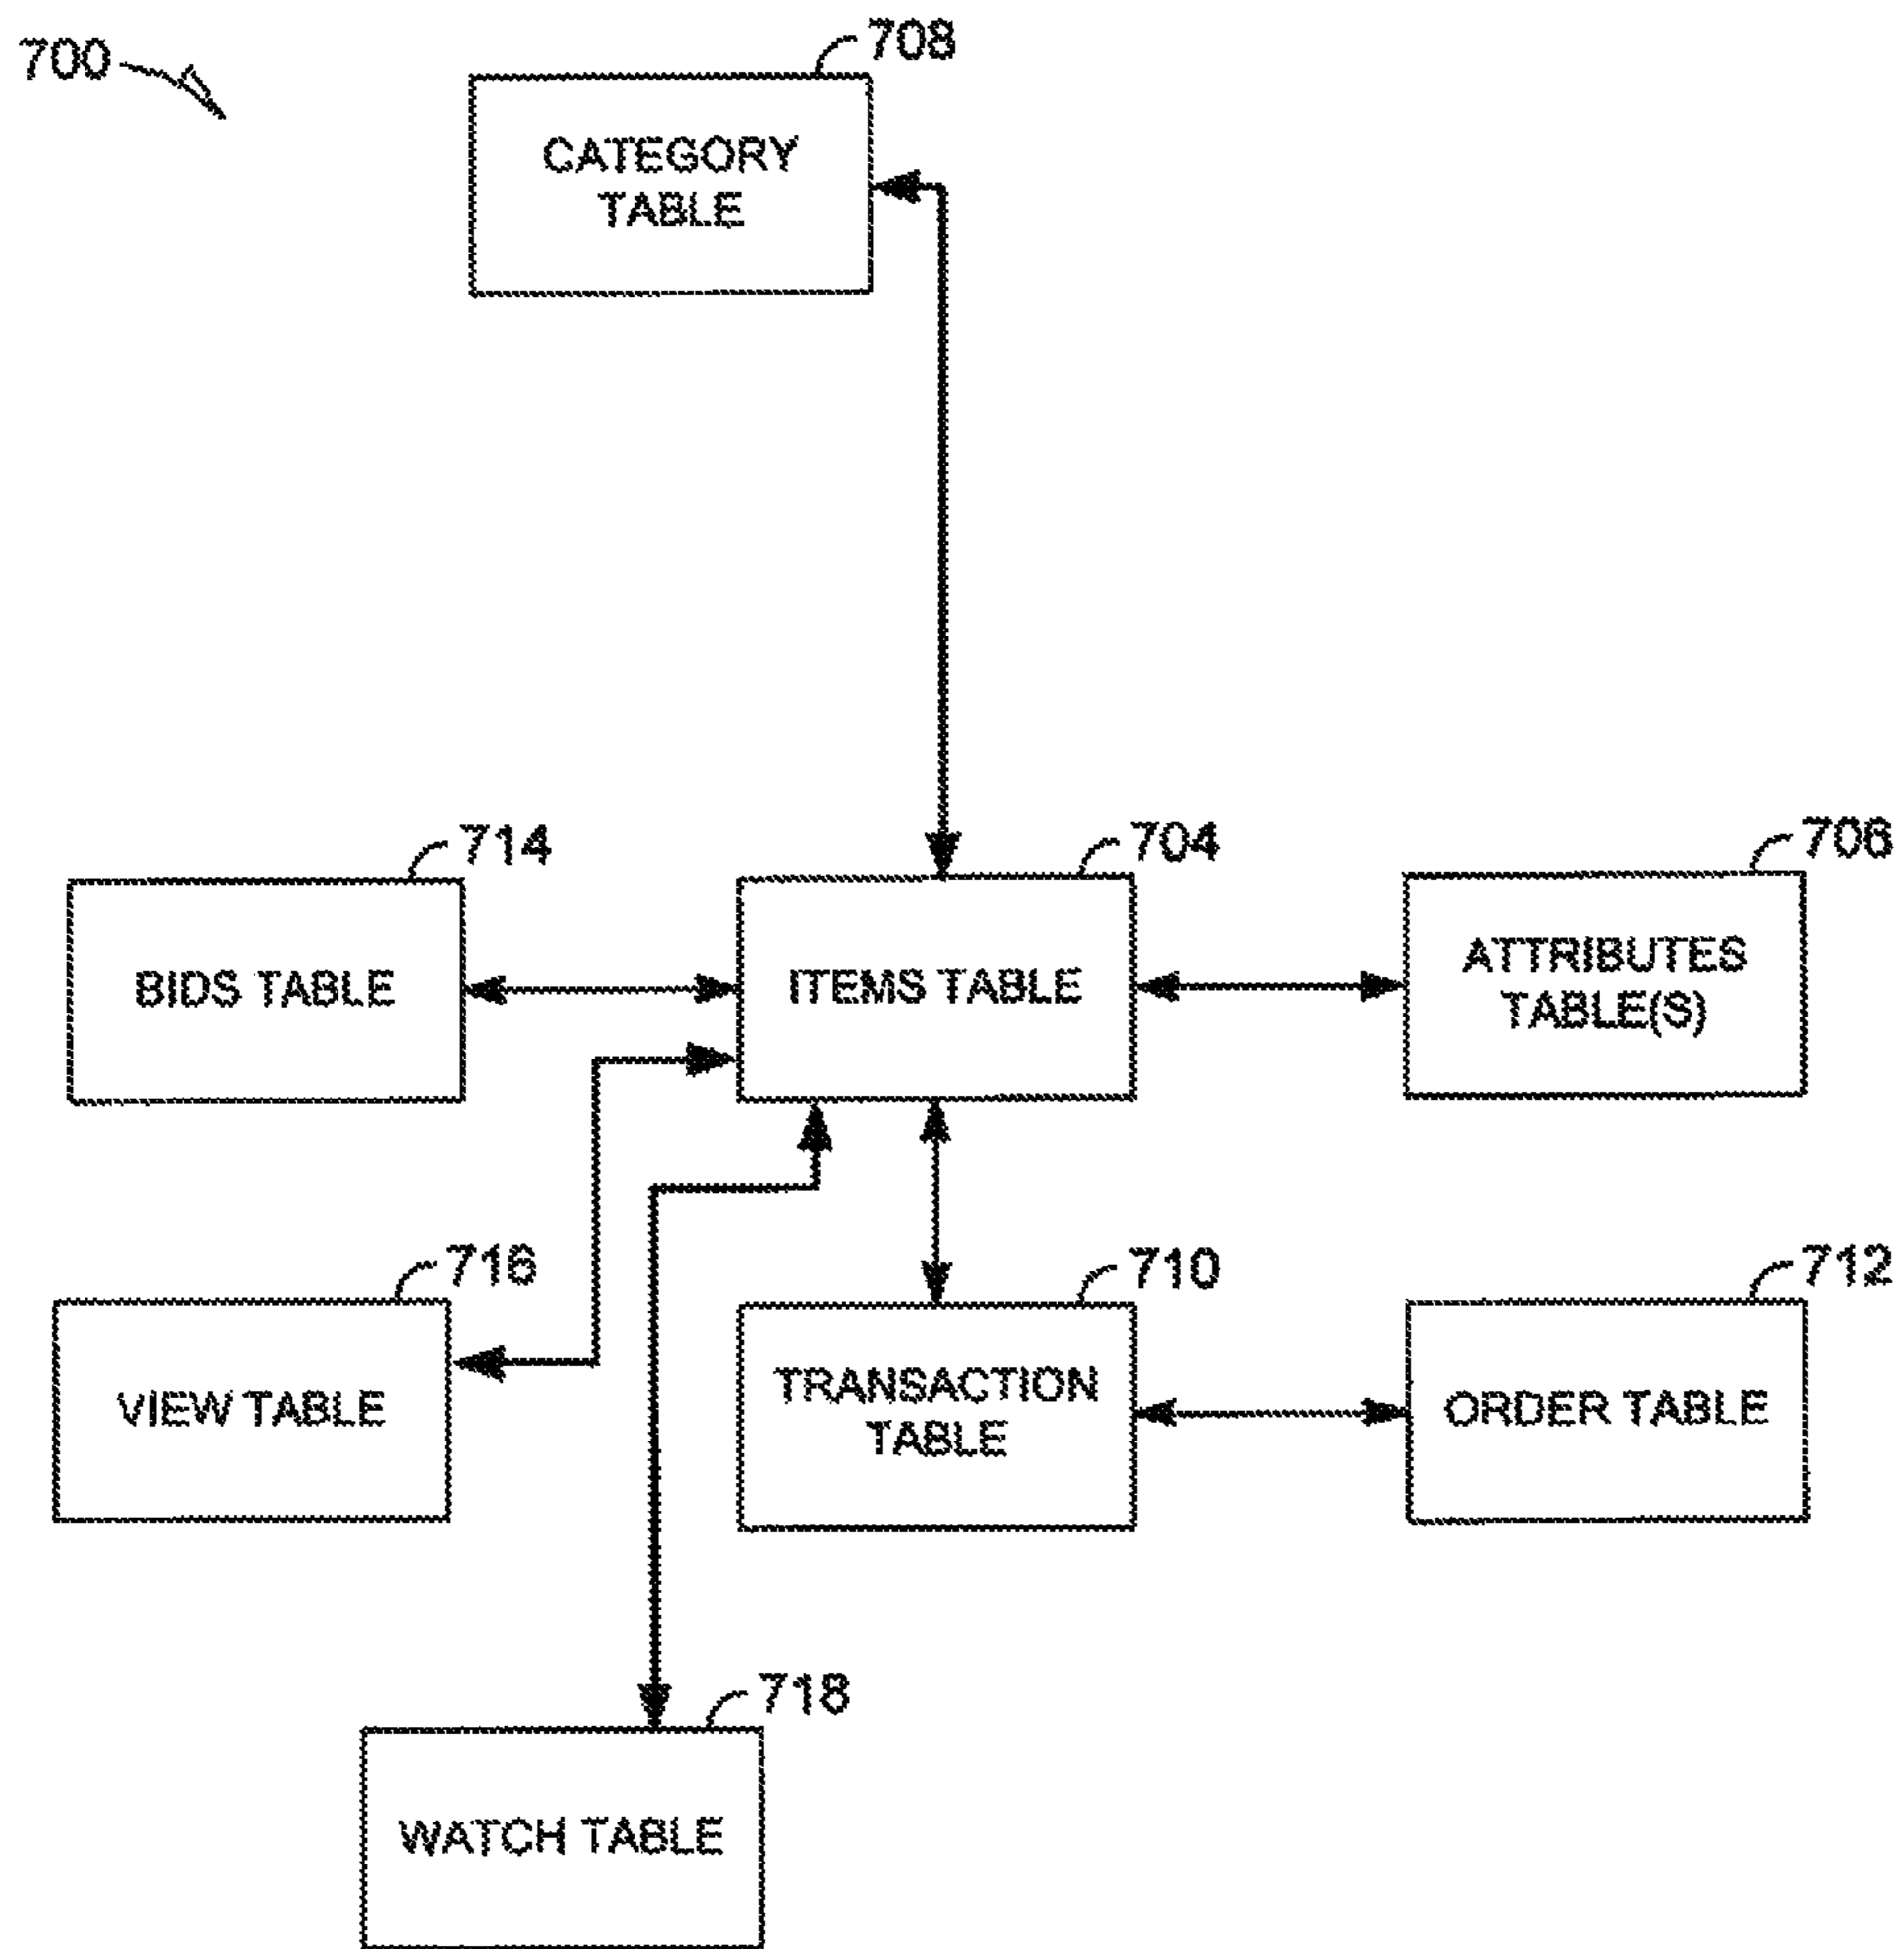 700
708
CATEGORY
TABLE
714
704
706
BIDS TABLE
ITEMS TABLE
ATTRIBUTES
TABLE(S)
716
710
712
VIEW TABLE
TRANSACTION
TABLE
ORDER TABLE
718
WATCH TABLE